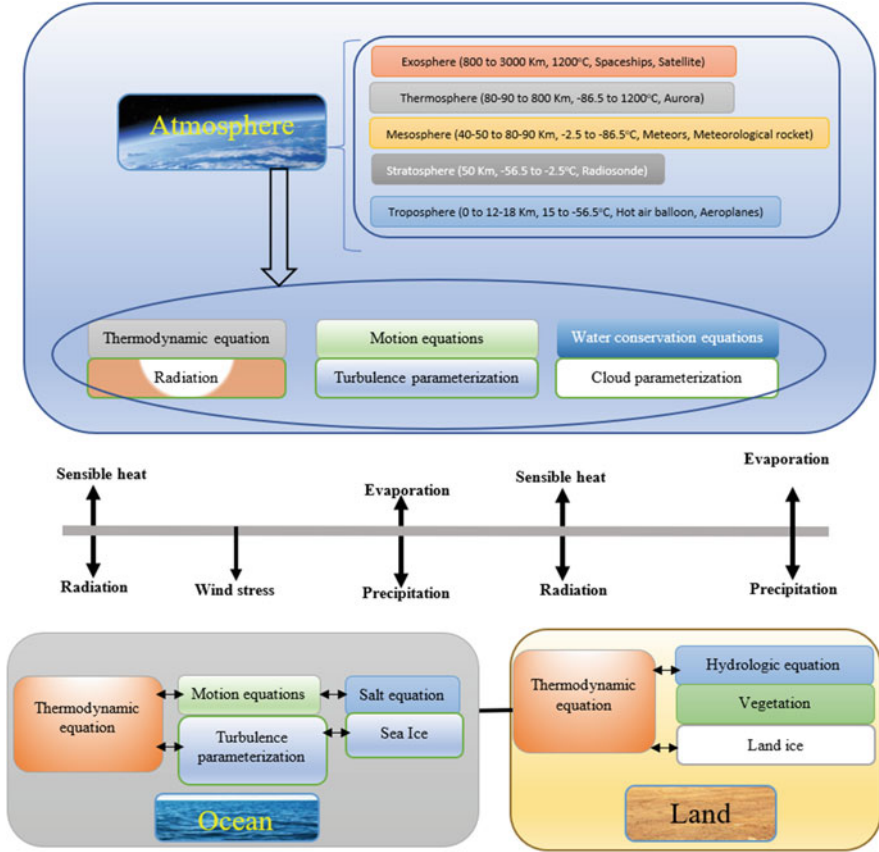 Exosphere (800 to 3000 Km, 1200°C, Spaceships, Satellite)
Atmosphere
Thermosphere (80-90 to 800 Km, -86.5 to 1200°C, Aurora)
Mesosphere (40-50 to 80-90 Km, -2.5 to -86.5°C, Meteors, Meteorological rocket)
Stratosphere (50 Km, -56.5 to -2.5°C, Radiosonde)
Troposphere (0 to 12-18 Km, 15 to -56.5°C, Hot air balloon, Aeroplanes)
Thermodynamic equation
Motion equations
Water conservation equations
Radiation
Turbulence parameterization
Cloud parameterization
Sensible heat
Evaporation
Sensible heat
Evaporation
Radiation
Wind stress
Precipitation
Radiation
Precipitation
Thermodynamic
equation
Motion equations
Salt equation
Turbulence
parameterization
Sea Ice
Ocean
Thermodynamic
equation
Hydrologic equation
Vegetation
Land ice
Land